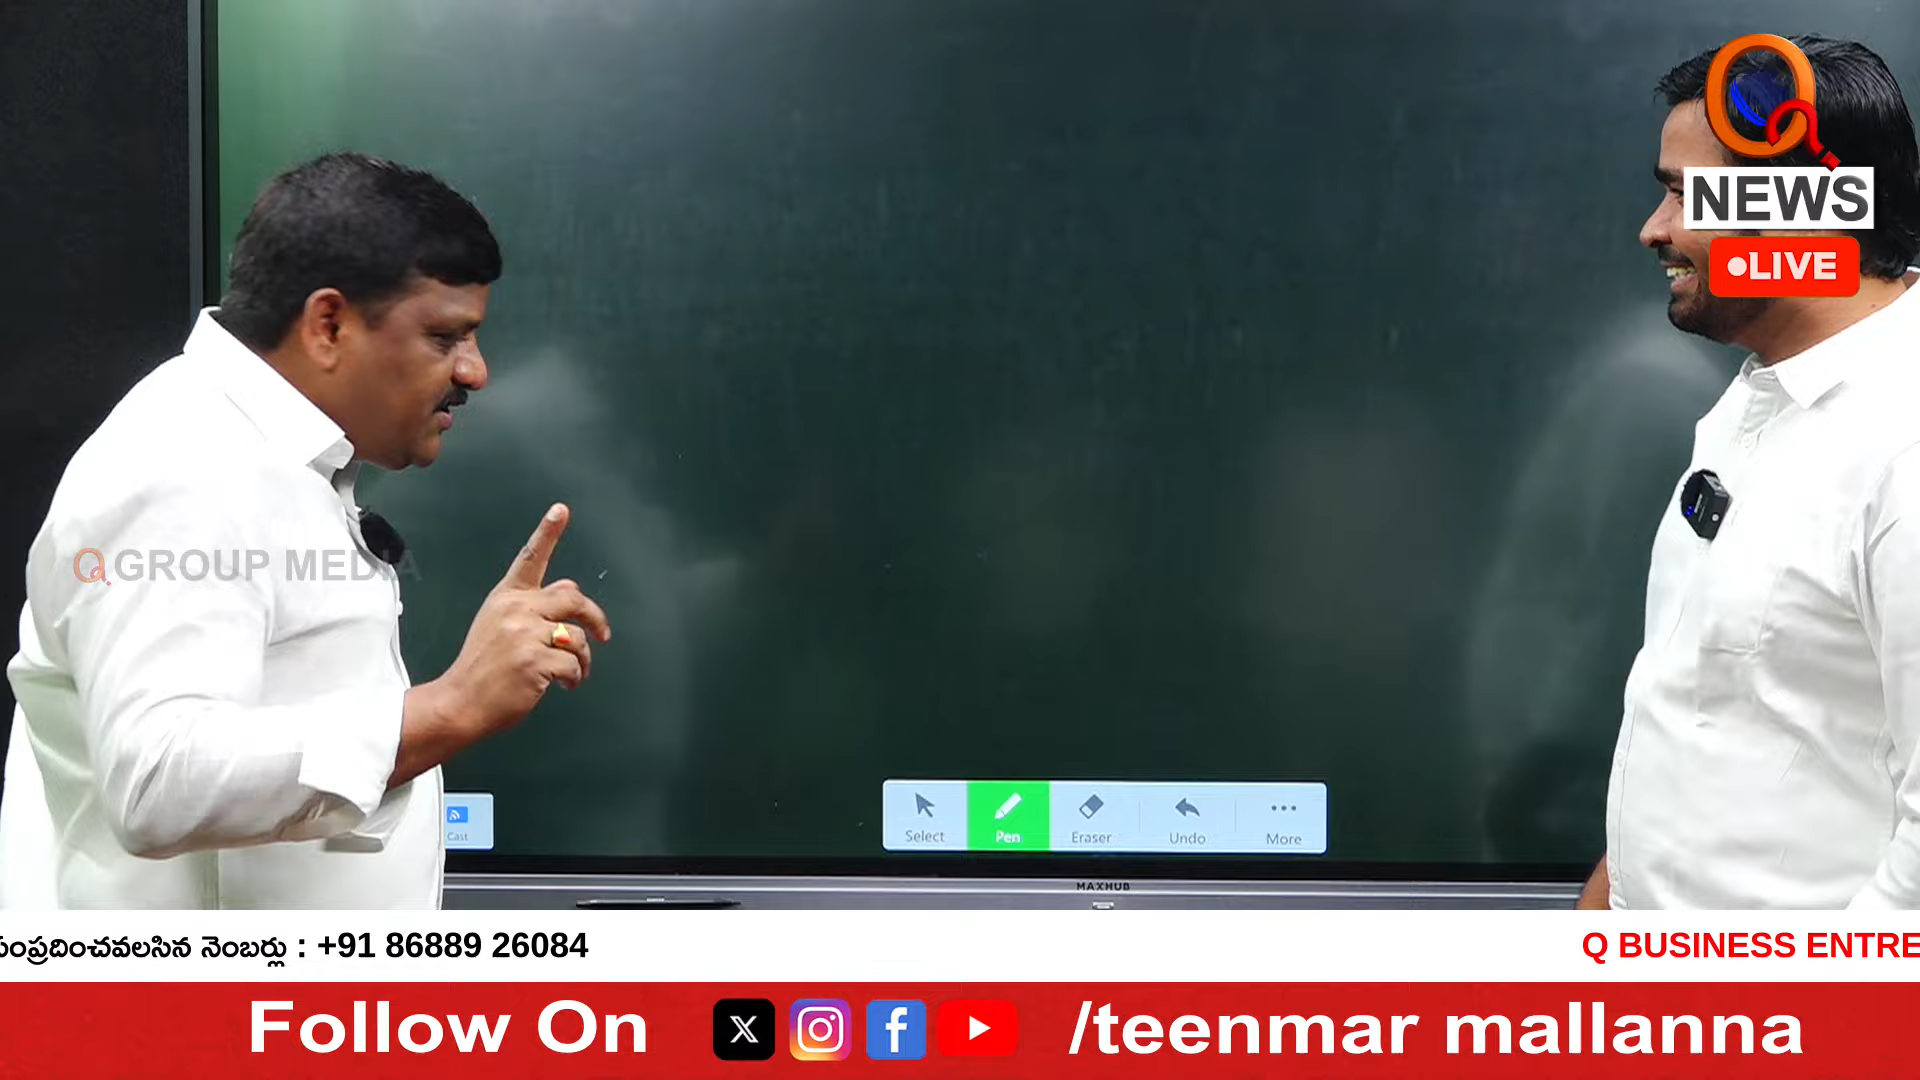 NEWS
LIVE
Q GROUP MEDIA
Cast
Select
Pen
Eraser
Undo
More
MAXHUB
సంప్రదించవలసిన నెంబర్లు : +91 86889 26084
Q BUSINESS ENTRE
Follow On
/teenmar mallanna